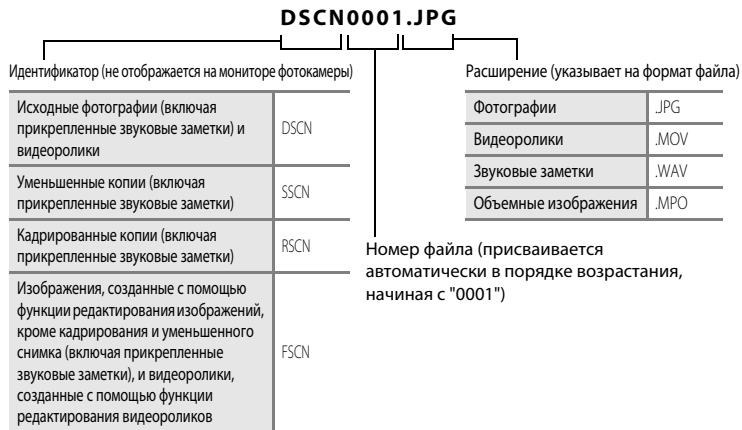 DSCN0001.JPG
Идентификатор (не отображается на мониторе фотокамеры)
Исходные фотографии (включая
прикрепленные звуковые заметки) и
видеоролики
DSCN
Уменьшенные копии (включая
прикрепленные звуковые заметки)
SSCN
Кадрированные копии (включая
прикрепленные звуковые заметки)
RSCN
Изображения, созданные с помощью
функции редактирования изображений,
кроме кадрирования и уменьшенного
снимка (включая прикрепленные
звуковые заметки), и видеоролики,
созданные с помощью функции
редактирования видеороликов
FSCN
Расширение (указывает на формат файла)
Фотографии .JPG
Видеоролики .MOV
Звуковые заметки .WAV
Объемные изображения .MPO
Номер файла (присваивается
автоматически в порядке возрастания,
начиная с "0001")